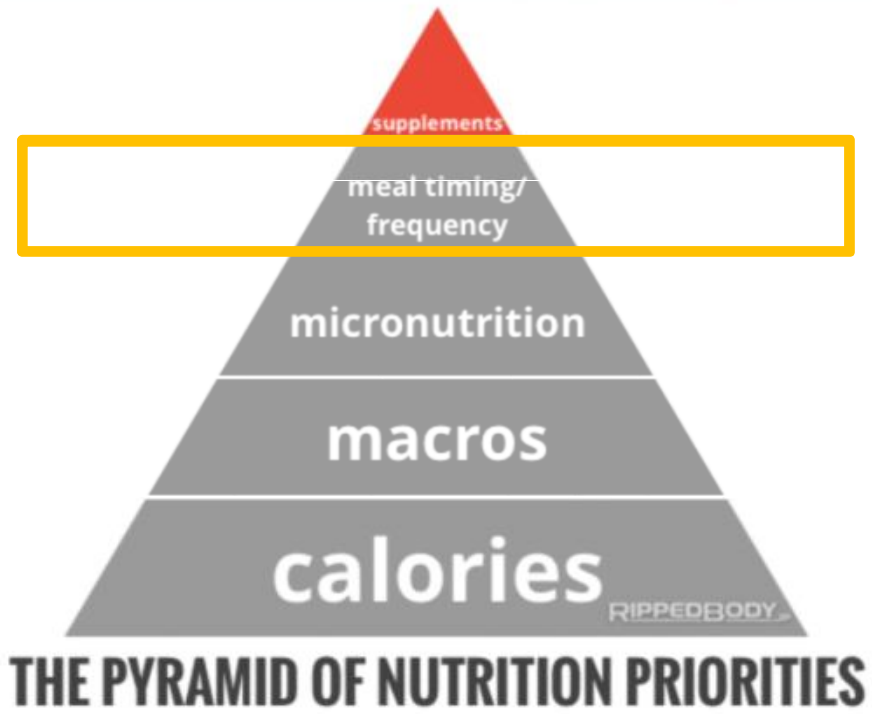 supplements
meal timing/
frequency
micronutrition
macros
calories
RIPPEDBODY
THE PYRAMID OF NUTRITION PRIORITIES